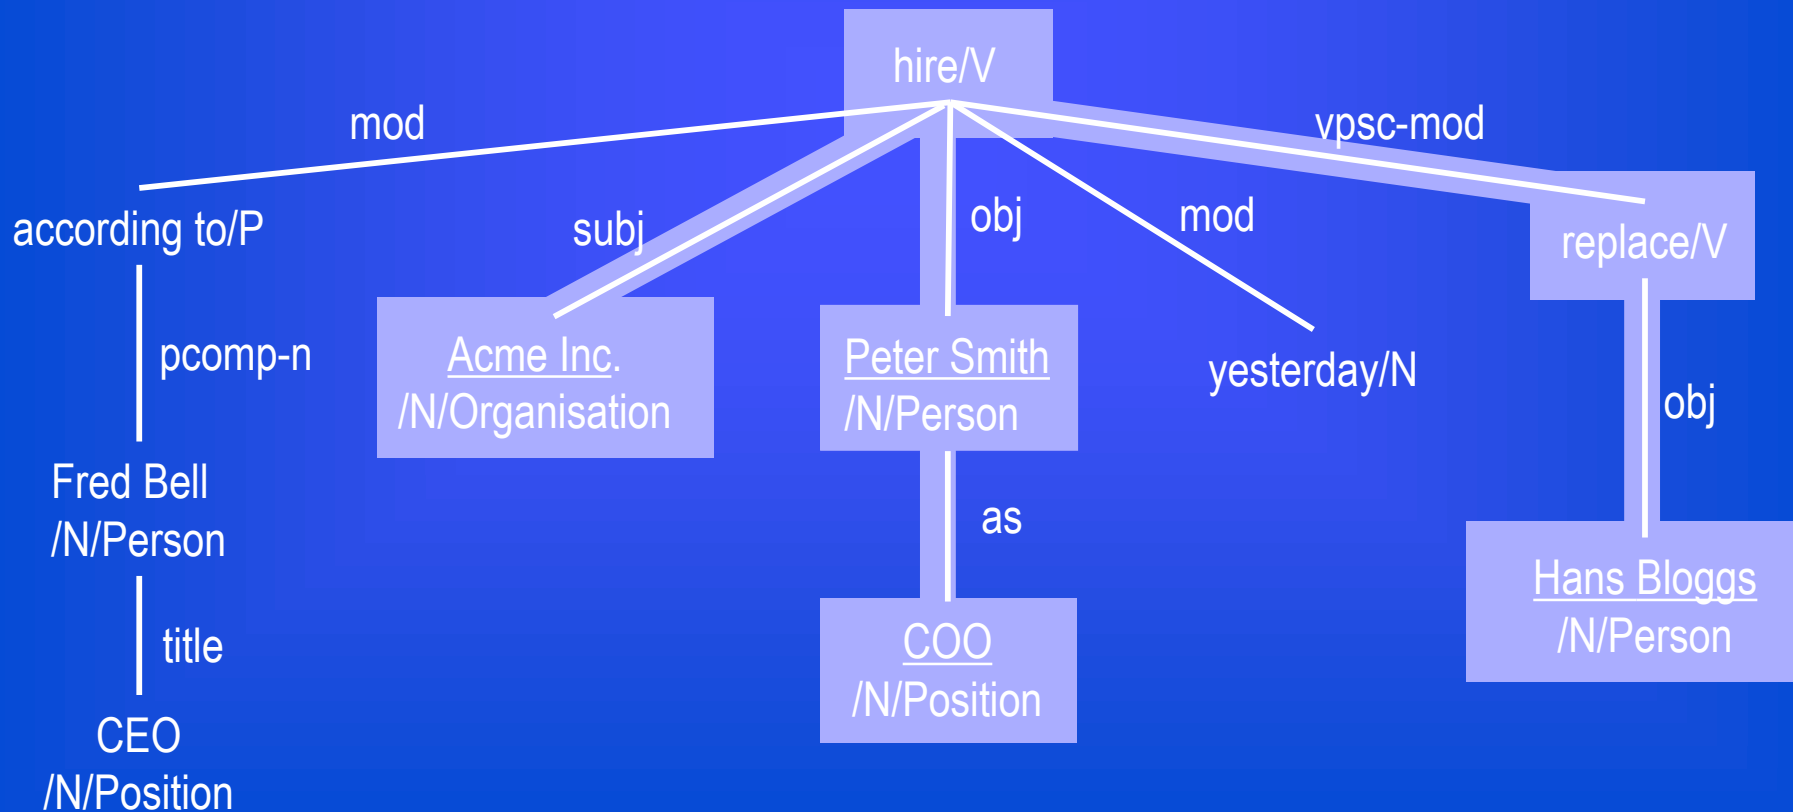 hire/V
mod
vpsc-mod
according to/P
subj
obj
mod
replace/V
pcomp-n
Acme Inc.
/N/Organisation
Peter Smith
/N/Person
yesterday/N
obj
Fred Bell
/N/Person
as
Hans Bloggs
/N/Person
title
COO
/N/Position
CEO
/N/Position